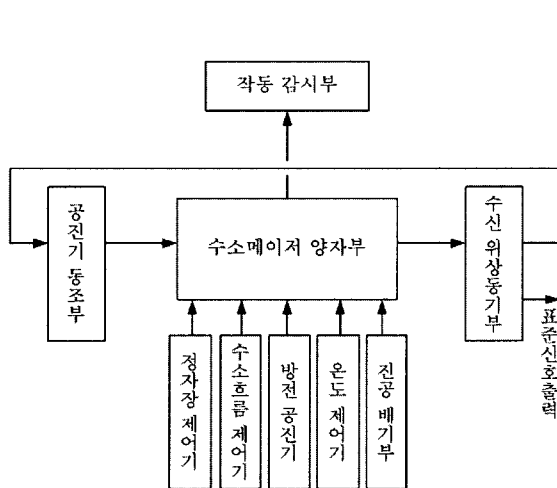 작동 감시부
공진기 동조부
수소메이저 양자부
수신 위상동기부
표준신호출력
정자장 제어기
수소흐름 제어기
방전 공진기
온도 제어기
진공 배기부